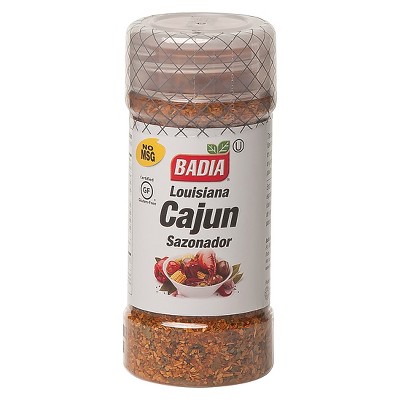 NO
MSG
BADIA
U
Certified
GF
Gluten-Free
Louisiana
Cajun
Sazonador